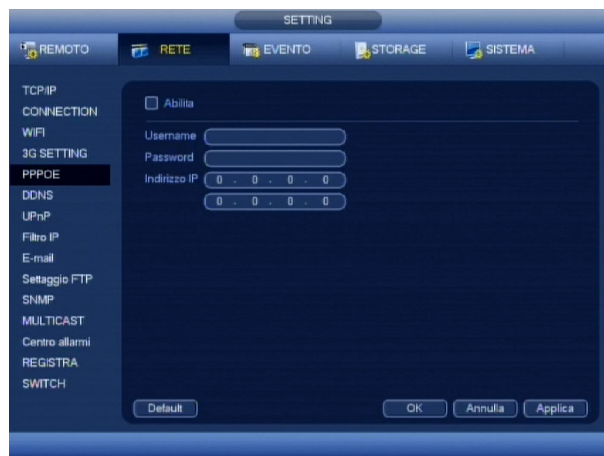 SETTING
REMOTO RETE EVENTO STORAGE SISTEMA
TCP/IP
CONNECTION
WIFI
3G SETTING
PPPOE
DDNS
UPnP
Filtro IP
E-mail
Settaggio FTP
SNMP
MULTICAST
Centro allarmi
REGISTRA
SWITCH
Abilita
Username
Password
Indirizzo IP 0 . 0 . 0 . 0
0 . 0 . 0 . 0
Default OK Annulla Applica